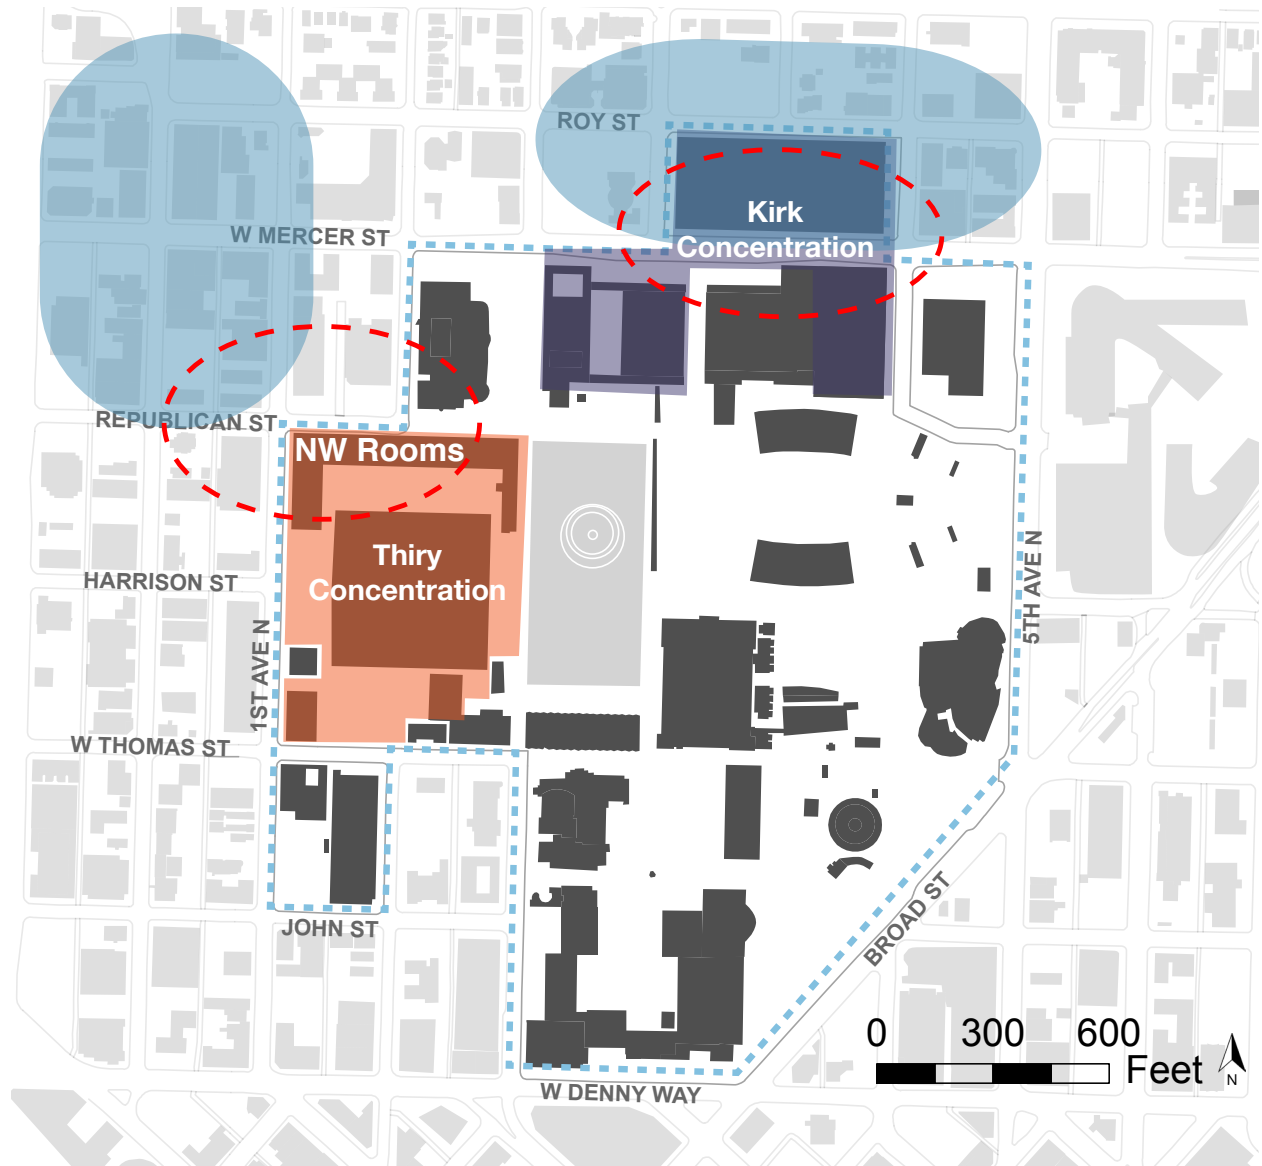 ROY ST
Kirk
Concentration
W MERCER ST
REPUBLICAN ST
NW Rooms
Thiry
Concentration
HARRISON ST
5TH AVE N
1ST AVE N
W THOMAS ST
BROAD ST
JOHN ST
0 300 600
Feet
N
W DENNY WAY